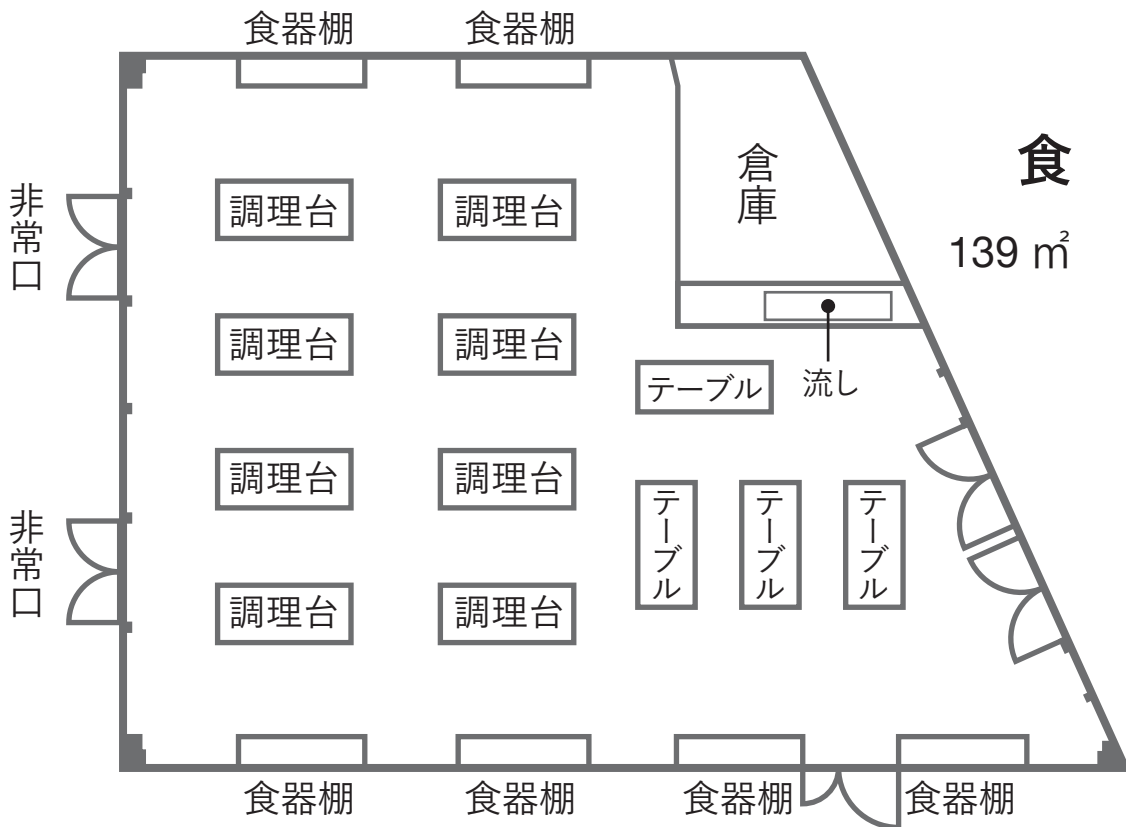 食器棚
食器棚
食
139 ㎡
倉庫
非常口
調理台
調理台
調理台
調理台
流し
テーブル
調理台
調理台
テーブル
テーブル
テーブル
非常口
調理台
調理台
食器棚
食器棚
食器棚
食器棚